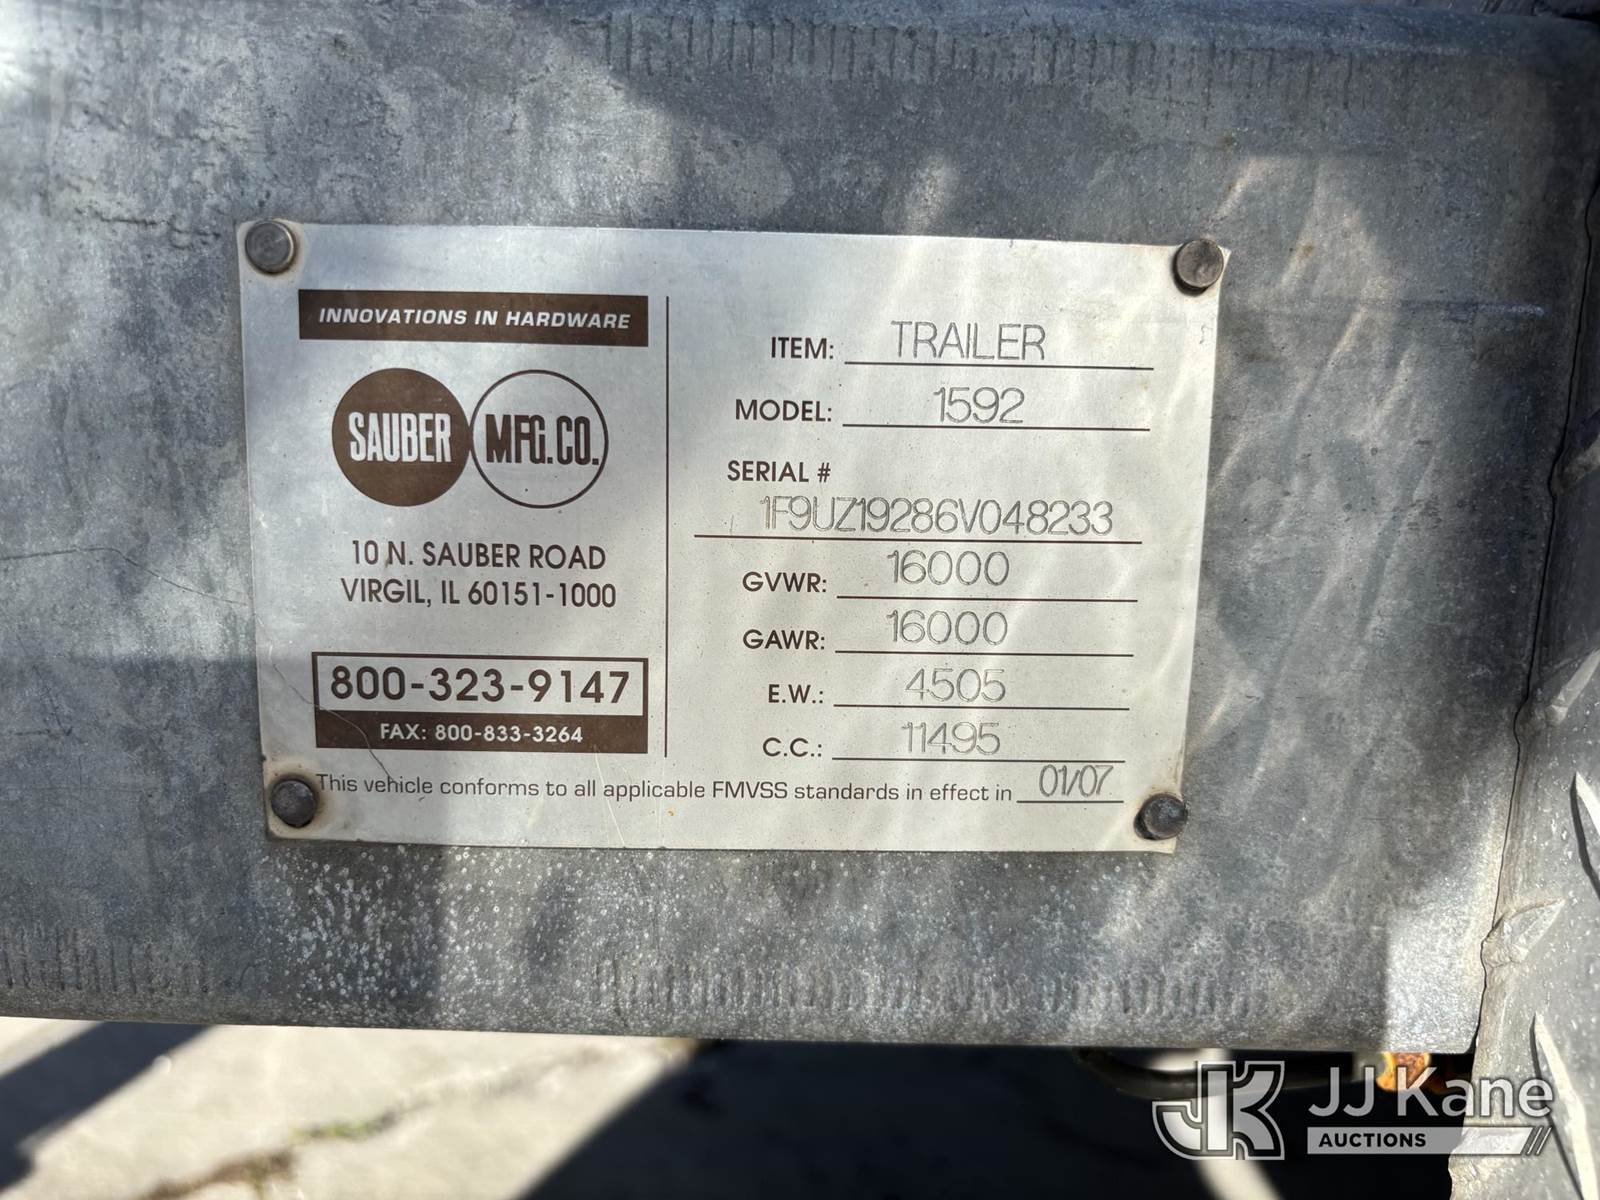 INNOVATIONS IN HARDWARE
SAUBER MFG.CO.
10 N. SAUBER ROAD
VIRGIL, IL 60151-1000
800-323-9147
FAX: 800-833-3264
ITEM: TRAILER
MODEL: 1592
SERIAL #
1F9UZ19286V048233
GVWR: 16000
GAWR: 16000
E.W.: 4505
C.C.: 11495
This vehicle conforms to all applicable FMVSS standards in effect in 01/07
JK JJ Kane
AUCTIONS